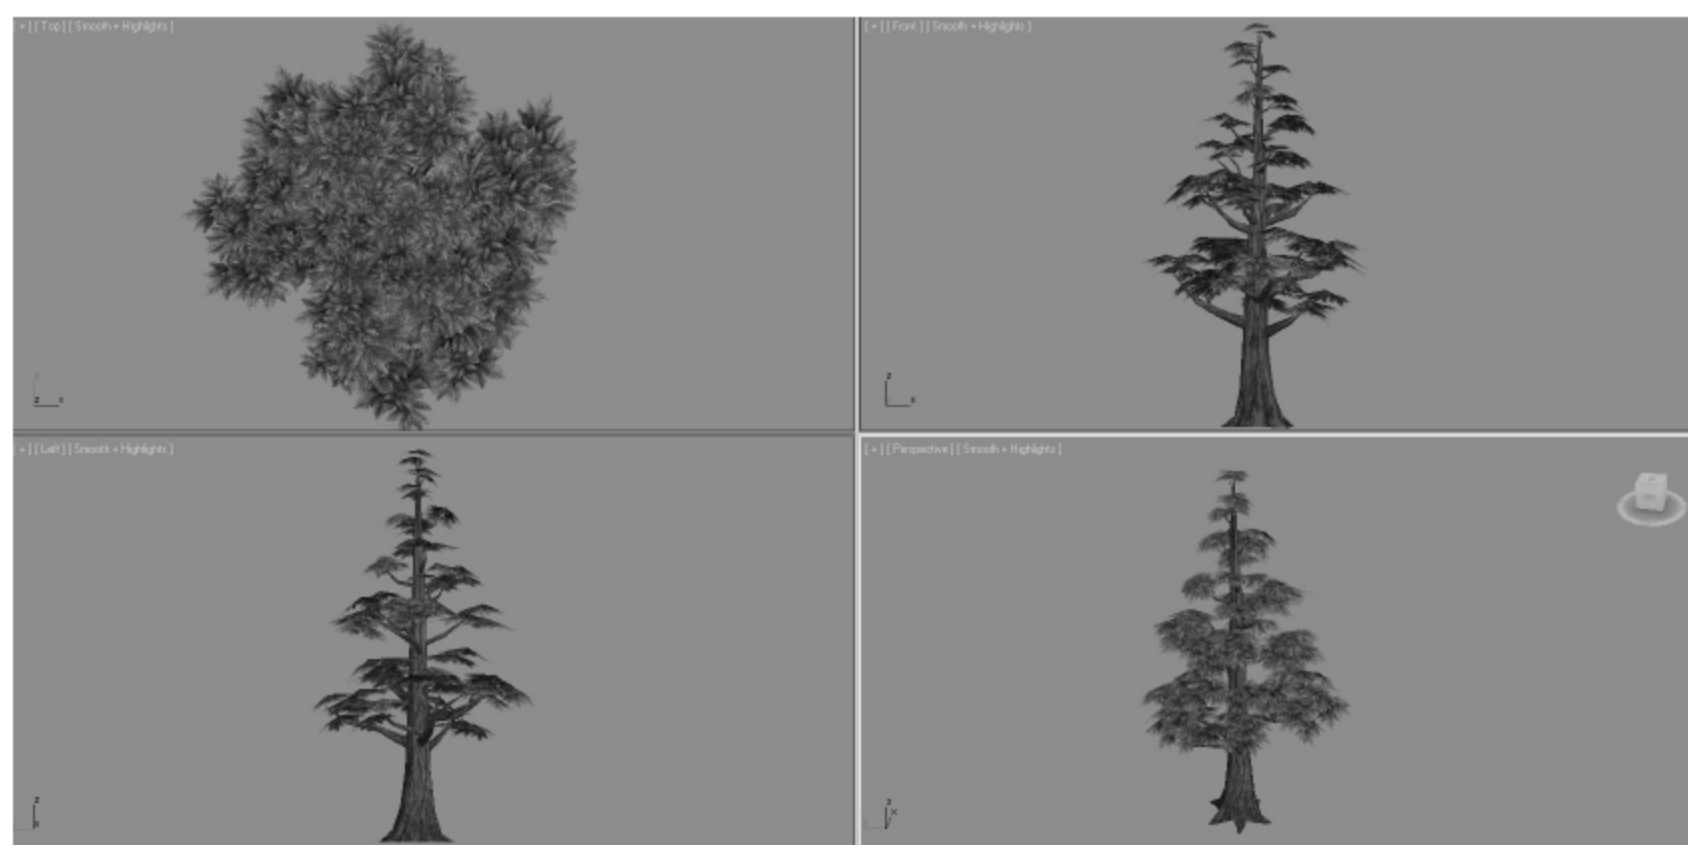 [ + ] [ Top ] [ Smooth + Highlights ]
[ + ] [ Front ] [ Smooth + Highlights ]
z
x
z
x
[ + ] [ Left ] [ Smooth + Highlights ]
[ + ] [ Perspective ] [ Smooth + Highlights ]
z
z
x